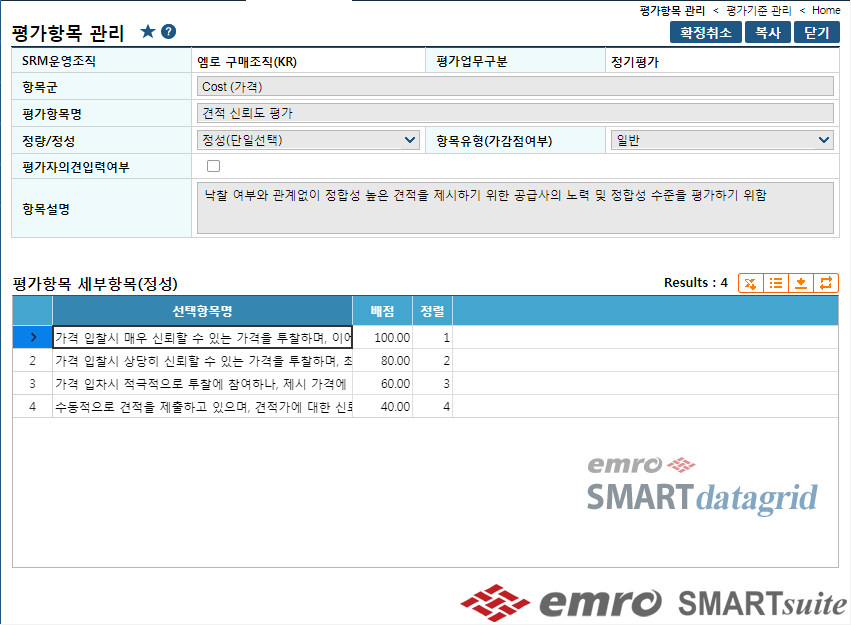 평가항목 관리 < 평가기준 관리 < Home
평가항목 관리 ★ ?
확정취소 복사 닫기
SRM운영조직 엠로 구매조직(KR) 평가업무구분 정기평가
항목군 Cost (가격)
평가항목명 견적 신뢰도 평가
정량/정성 정성(단일선택) 항목유형(가감점여부) 일반
평가자의견입력여부
항목설명 낙찰 여부와 관계없이 정합성 높은 견적을 제시하기 위한 공급사의 노력 및 정합성 수준을 평가하기 위함
평가항목 세부항목(정성) Results : 4
선택항목명 배점 정렬
가격 입찰시 매우 신뢰할 수 있는 가격을 투찰하며, 이어 100.00 1
2 가격 입찰시 상당히 신뢰할 수 있는 가격을 투찰하며, 최 80.00 2
3 가격 입차시 적극적으로 투찰에 참여하나, 제시 가격에 60.00 3
4 수동적으로 견적을 제출하고 있으며, 견적가에 대한 신뢰 40.00 4
emro
SMARTdatagrid
emro SMARTsuite